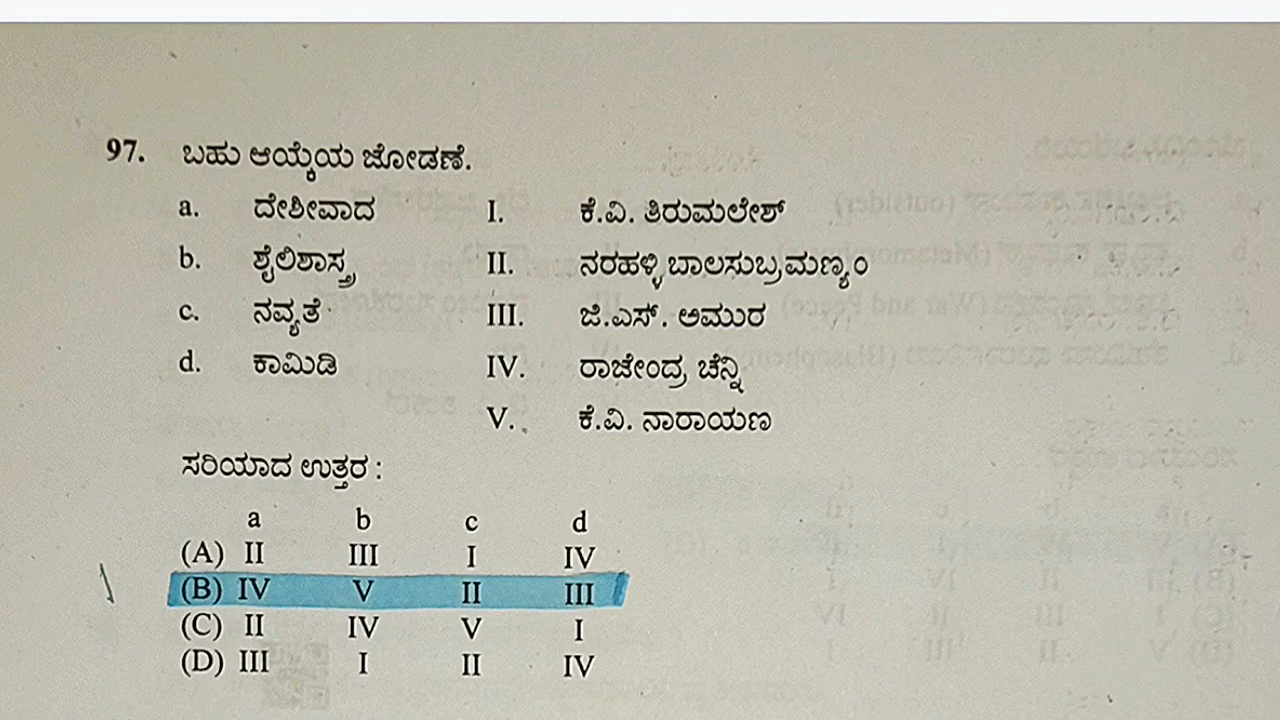 97. ಬಹು ಆಯ್ಕೆಯ ಜೋಡಣೆ.
a. ದೇಶೀವಾದ I. ಕೆ.ವಿ. ತಿರುಮಲೇಶ್
b. ಶೈಲಿಶಾಸ್ತ್ರ II. ನರಹಳ್ಳಿ ಬಾಲಸುಬ್ರಮಣ್ಯಂ
c. ನವ್ಯತೆ III. ಜಿ.ಎಸ್. ಅಮುರ
d. ಕಾಮಿಡಿ IV. ರಾಜೇಂದ್ರ ಚೆನ್ನಿ
V. ಕೆ.ವಿ. ನಾರಾಯಣ
ಸರಿಯಾದ ಉತ್ತರ :
a b c d
(A) II III I IV
(B) IV V II III
(C) II IV V I
(D) III I II IV